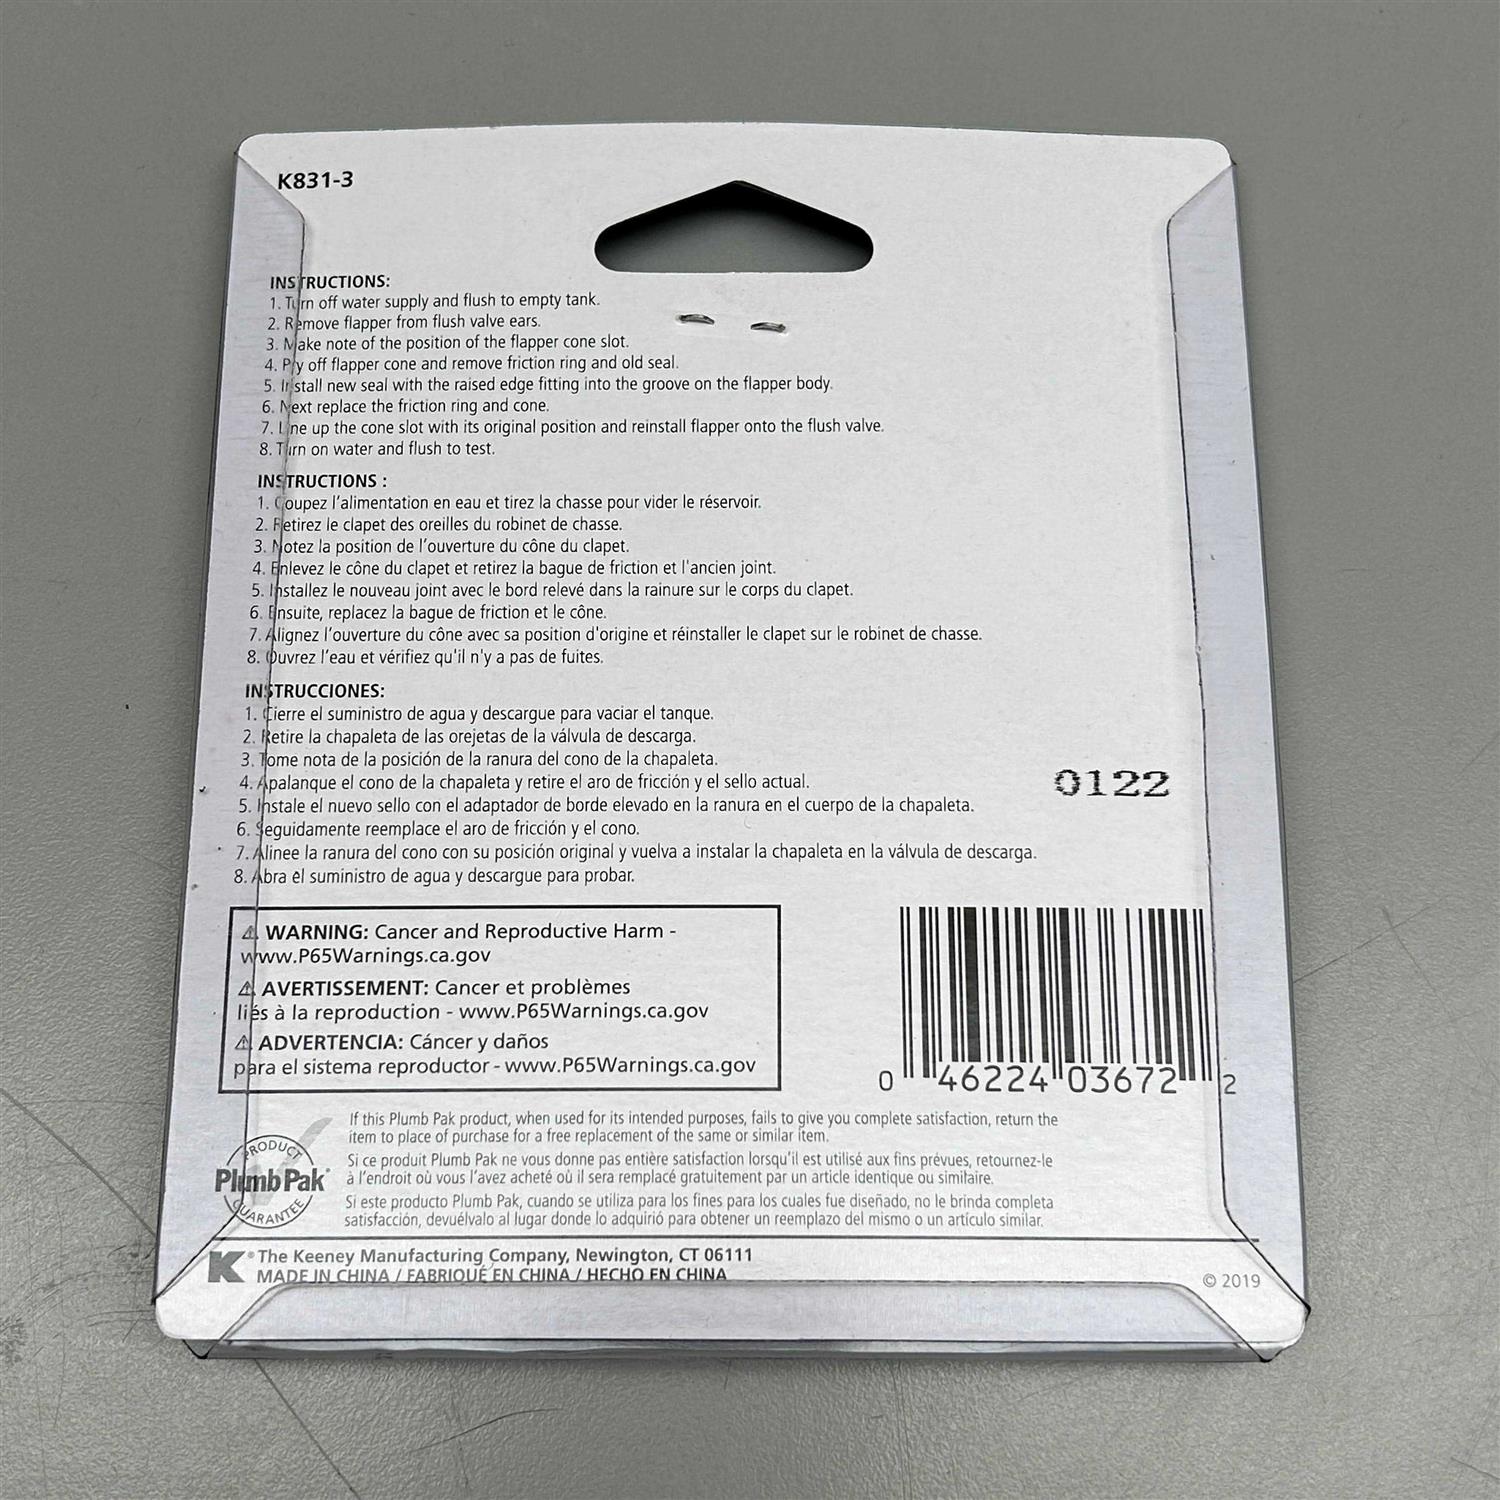 K831-3
INSTRUCTIONS:
1. Turn off water supply and flush to empty tank.
2. Remove flapper from flush valve ears.
3. Make note of the position of the flapper cone slot.
4. Pry off flapper cone and remove friction ring and old seal.
5. Install new seal with the raised edge fitting into the groove on the flapper body.
6. Next replace the friction ring and cone.
7. Line up the cone slot with its original position and reinstall flapper onto the flush valve.
8. Turn on water and flush to test.
INSTRUCTIONS :
1. Coupez l'alimentation en eau et tirez la chasse pour vider le réservoir.
2. Retirez le clapet des oreilles du robinet de chasse.
3. Notez la position de l'ouverture du cône du clapet.
4. Enlevez le cône du clapet et retirez la bague de friction et l'ancien joint.
5. Installez le nouveau joint avec le bord relevé dans la rainure sur le corps du clapet.
6. Ensuite, replacez la bague de friction et le cône.
7. Alignez l'ouverture du cône avec sa position d'origine et réinstaller le clapet sur le robinet de chasse.
8. Ouvrez l'eau et vérifiez qu'il n'y a pas de fuites.
INSTRUCCIONES:
1. Cierre el suministro de agua y descargue para vaciar el tanque.
2. Retire la chapaleta de las orejetas de la válvula de descarga.
3. Tome nota de la posición de la ranura del cono de la chapaleta.
4. Apalanque el cono de la chapaleta y retire el aro de fricción y el sello actual.
5. Instale el nuevo sello con el adaptador de borde elevado en la ranura en el cuerpo de la chapaleta.
6. Seguidamente reemplace el aro de fricción y el cono.
7. Alinee la ranura del cono con su posición original y vuelva a instalar la chapaleta en la válvula de descarga.
8. Abra el suministro de agua y descargue para probar.
0122
⚠ WARNING: Cancer and Reproductive Harm -
www.P65Warnings.ca.gov
⚠ AVERTISSEMENT: Cancer et problèmes
liés à la reproduction - www.P65Warnings.ca.gov
⚠ ADVERTENCIA: Cáncer y daños
para el sistema reproductor - www.P65Warnings.ca.gov
0 46224 03672 2
PRODUCT
Plumb Pak®
GUARANTEE
If this Plumb Pak product, when used for its intended purposes, fails to give you complete satisfaction, return the
item to place of purchase for a free replacement of the same or similar item.
Si ce produit Plumb Pak ne vous donne pas entière satisfaction lorsqu'il est utilisé aux fins prévues, retournez-le
à l'endroit où vous l'avez acheté où il sera remplacé gratuitement par un article identique ou similaire.
Si este producto Plumb Pak, cuando se utiliza para los fines para los cuales fue diseñado, no le brinda completa
satisfacción, devuélvalo al lugar donde lo adquirió para obtener un reemplazo del mismo o un artículo similar.
K® The Keeney Manufacturing Company, Newington, CT 06111
MADE IN CHINA / FABRIQUÉ EN CHINA / HECHO EN CHINA
© 2019